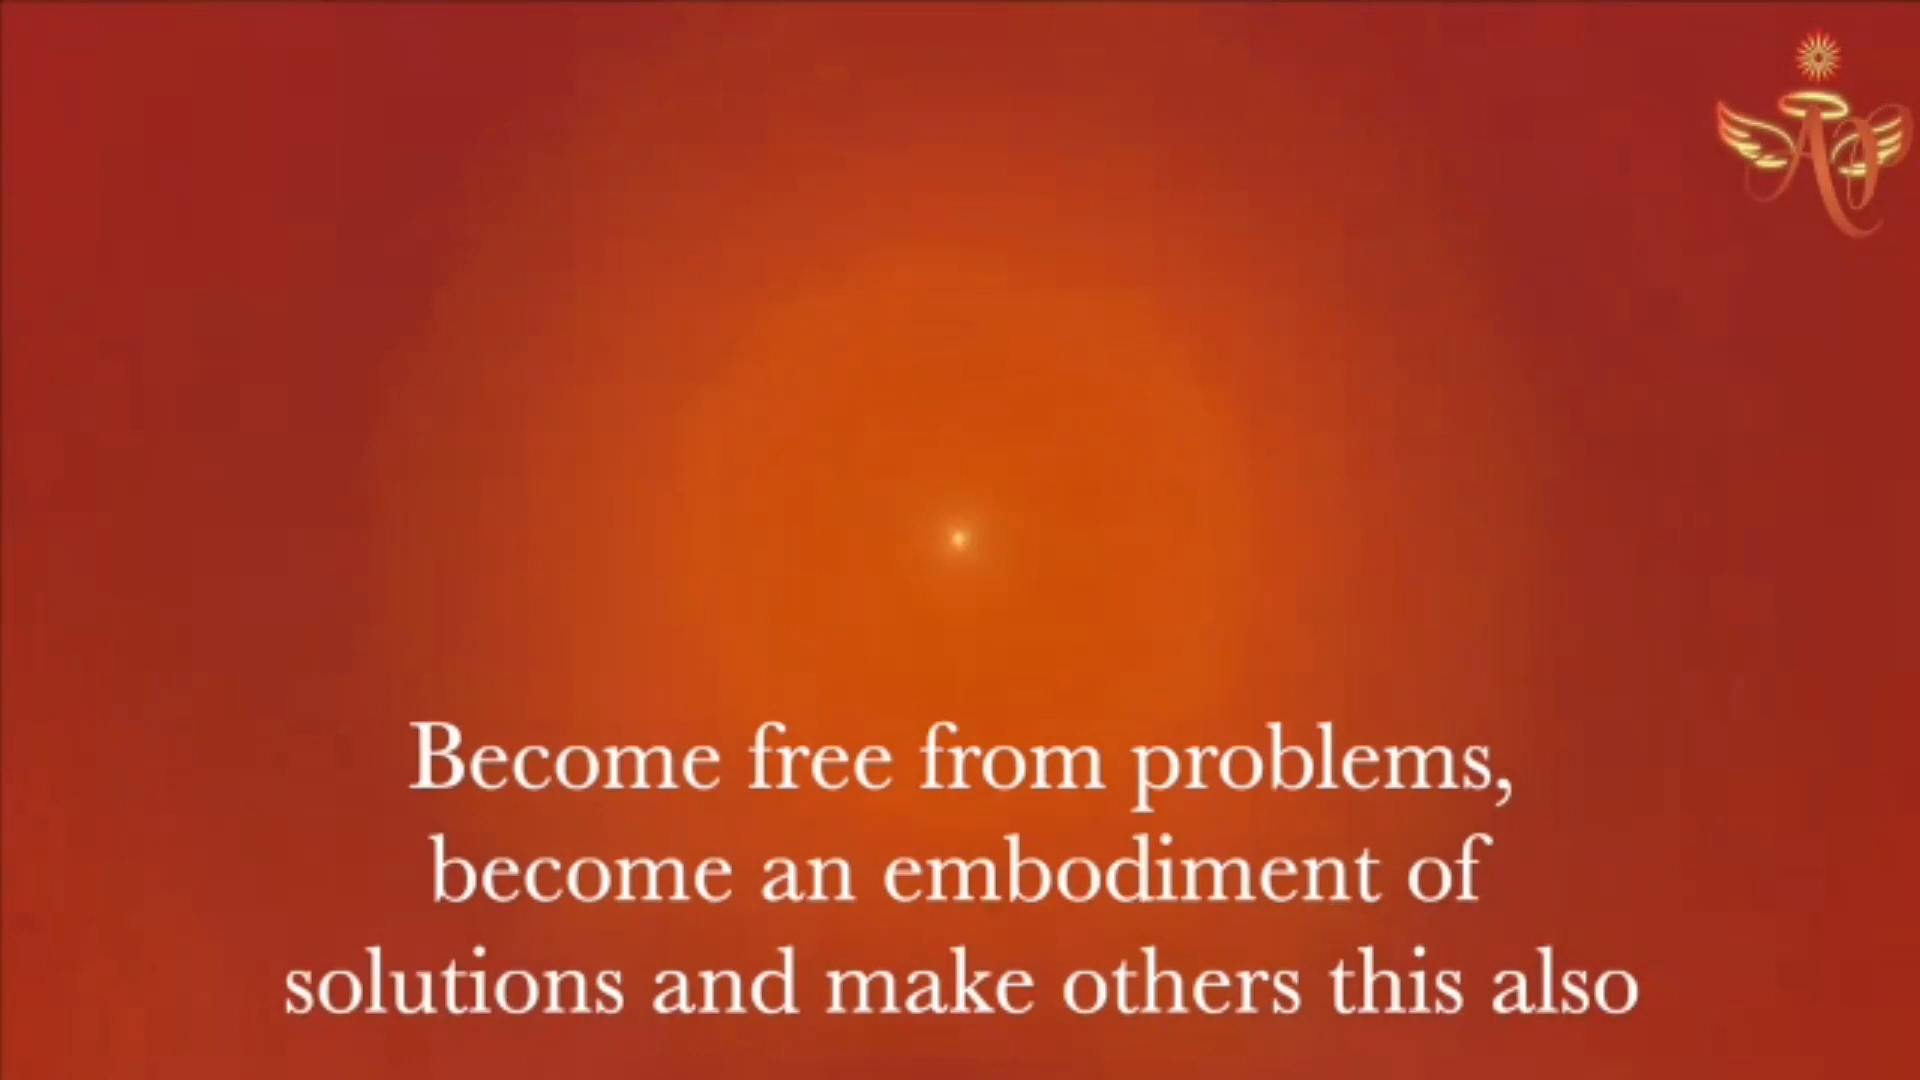 Become free from problems,
become an embodiment of
solutions and make others this also